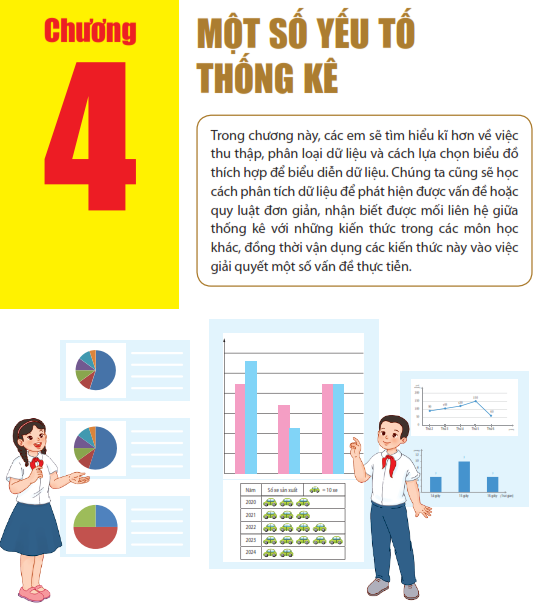 Chương
4
MỘT SỐ YẾU TỐ
THỐNG KÊ
Trong chương này, các em sẽ tìm hiểu kĩ hơn về việc
thu thập, phân loại dữ liệu và cách lựa chọn biểu đồ
thích hợp để biểu diễn dữ liệu. Chúng ta cũng sẽ học
cách phân tích dữ liệu để phát hiện được vấn đề hoặc
quy luật đơn giản, nhận biết được mối liên hệ giữa
thống kê với những kiến thức trong các môn học
khác, đồng thời vận dụng các kiến thức này vào việc
giải quyết một số vấn đề thực tiễn.
Năm Số xe sản xuất = 10 xe
2020
2021
2022
2023
2024